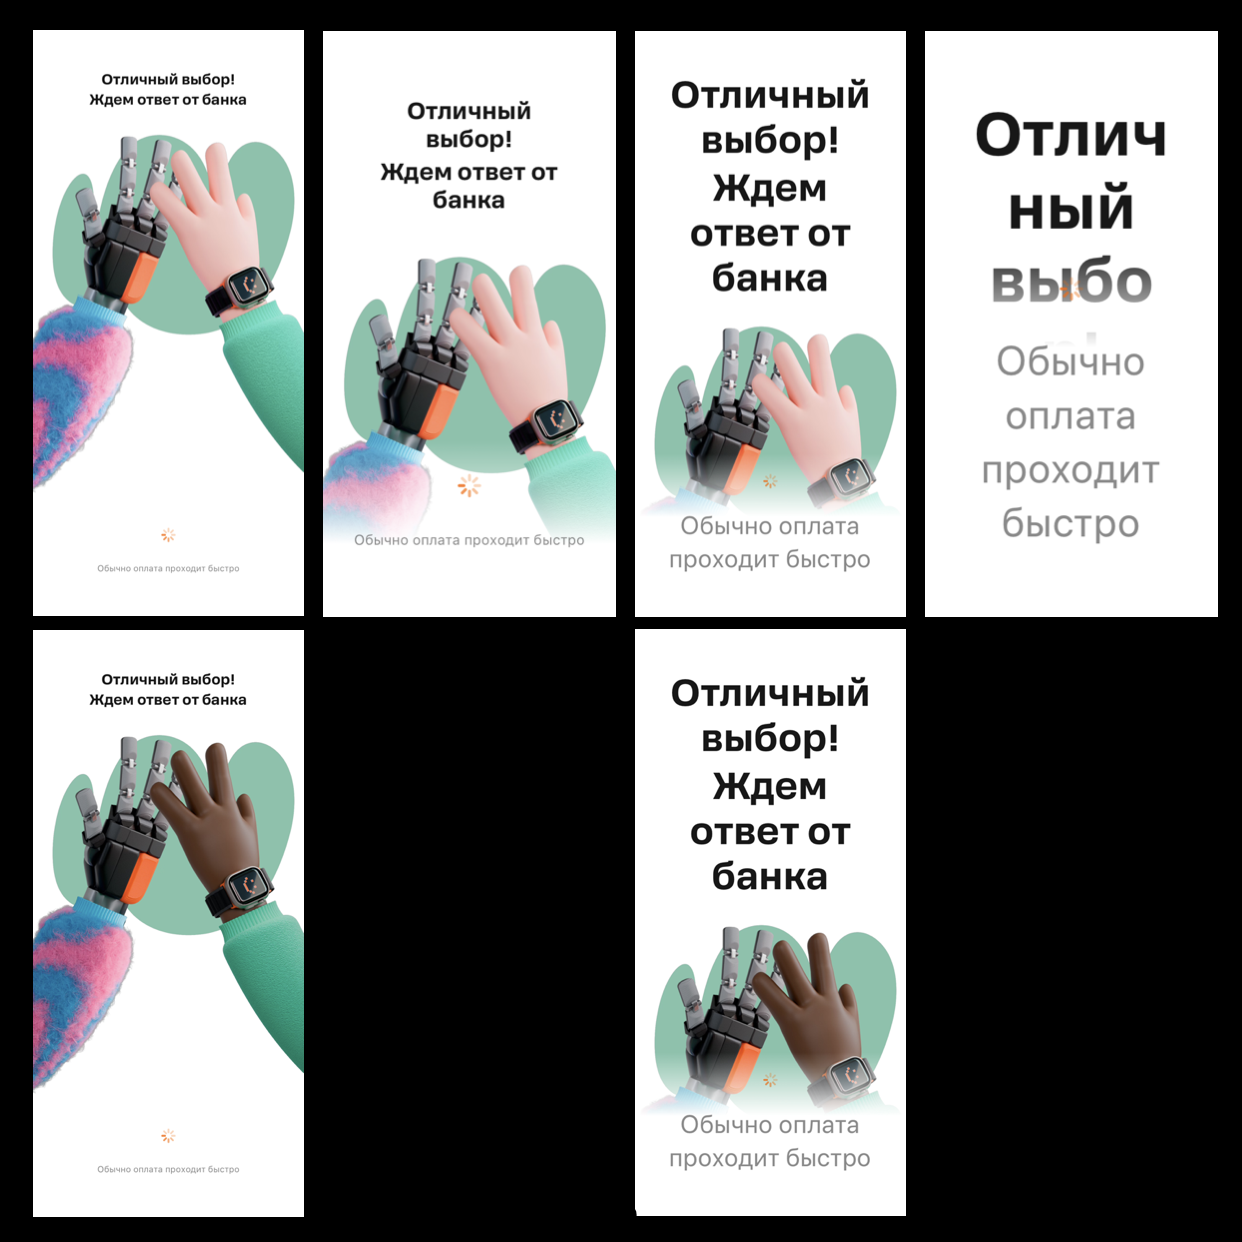 Отличный выбор!
Ждем ответ от банка
Обычно оплата проходит быстро
Отличный
выбор!
Ждем ответ от
банка
Обычно оплата проходит быстро
Отличный
выбор!
Ждем
ответ от
банка
Обычно оплата
проходит быстро
Отлич
ный
выбо
Обычно
оплата
проходит
быстро
Отличный выбор!
Ждем ответ от банка
Обычно оплата проходит быстро
Отличный
выбор!
Ждем
ответ от
банка
Обычно оплата
проходит быстро